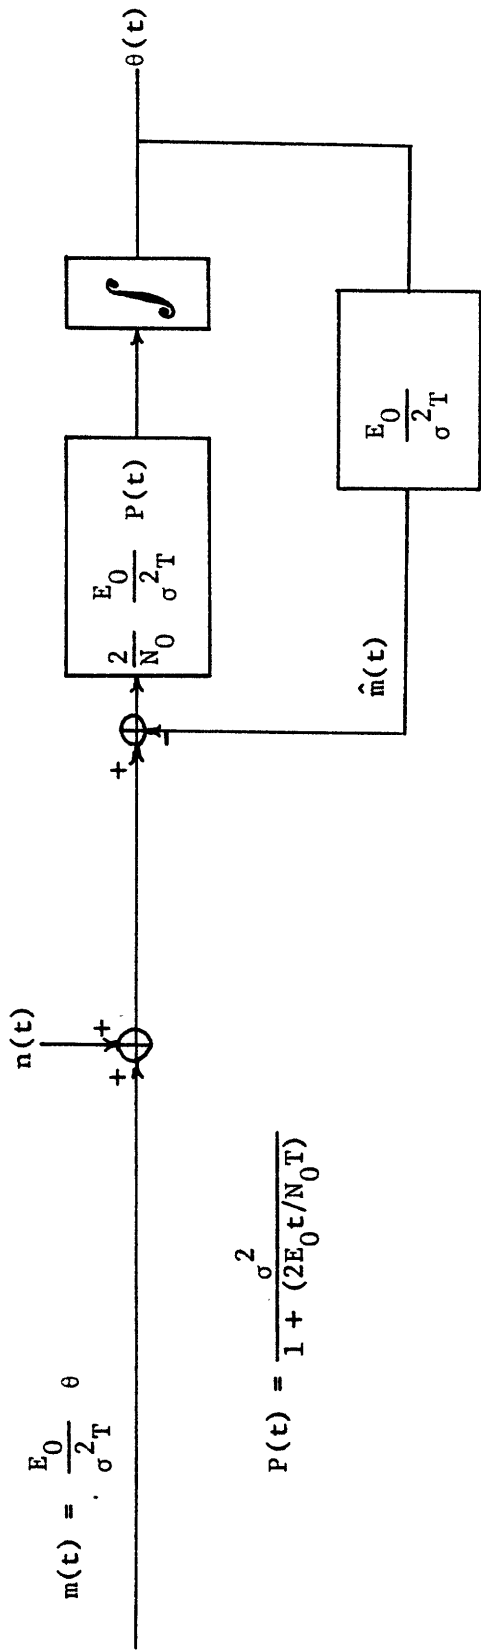 m(t) = E₀/σ²T θ
n(t)
+
+
+
−
2/N₀ E₀/σ²T P(t)
∫
θ(t)
m̂(t)
E₀/σ²T
P(t) = σ²/1 + (2E₀t/N₀T)